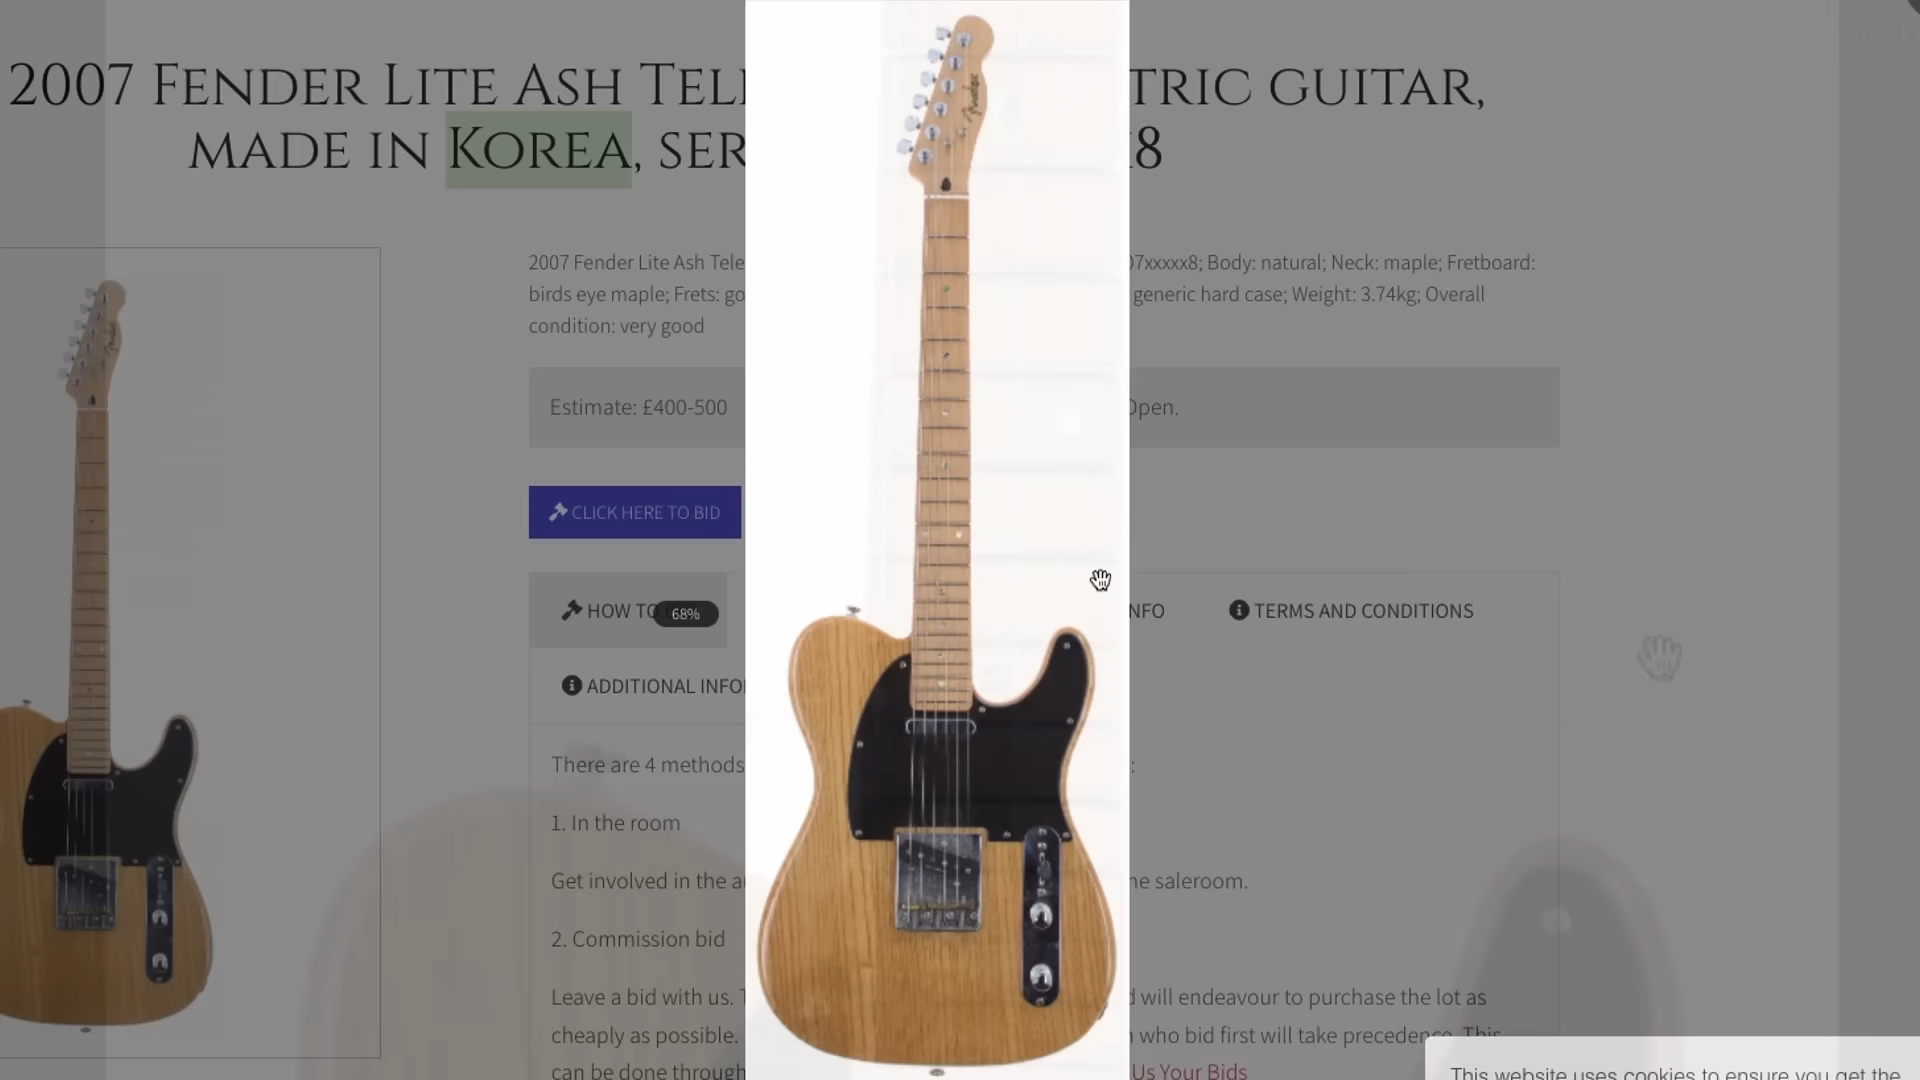 2007 Fender Lite Ash Tel TRIC GUITAR,
MADE IN KOREA, SER 8
2007 Fender Lite Ash Tele 07xxxxx8; Body: natural; Neck: maple; Fretboard:
birds eye maple; Frets: go generic hard case; Weight: 3.74kg; Overall
condition: very good
Fender
Estimate: £400-500 Open.
CLICK HERE TO BID
HOW TO 68% NFO TERMS AND CONDITIONS
ADDITIONAL INFO
There are 4 methods :
1. In the room
Get involved in the a he saleroom.
2. Commission bid
Leave a bid with us. d will endeavour to purchase the lot as
cheaply as possible. who bid first will take precedence. This
can be done through Us Your Bids
This website uses cookies to ensure you get the